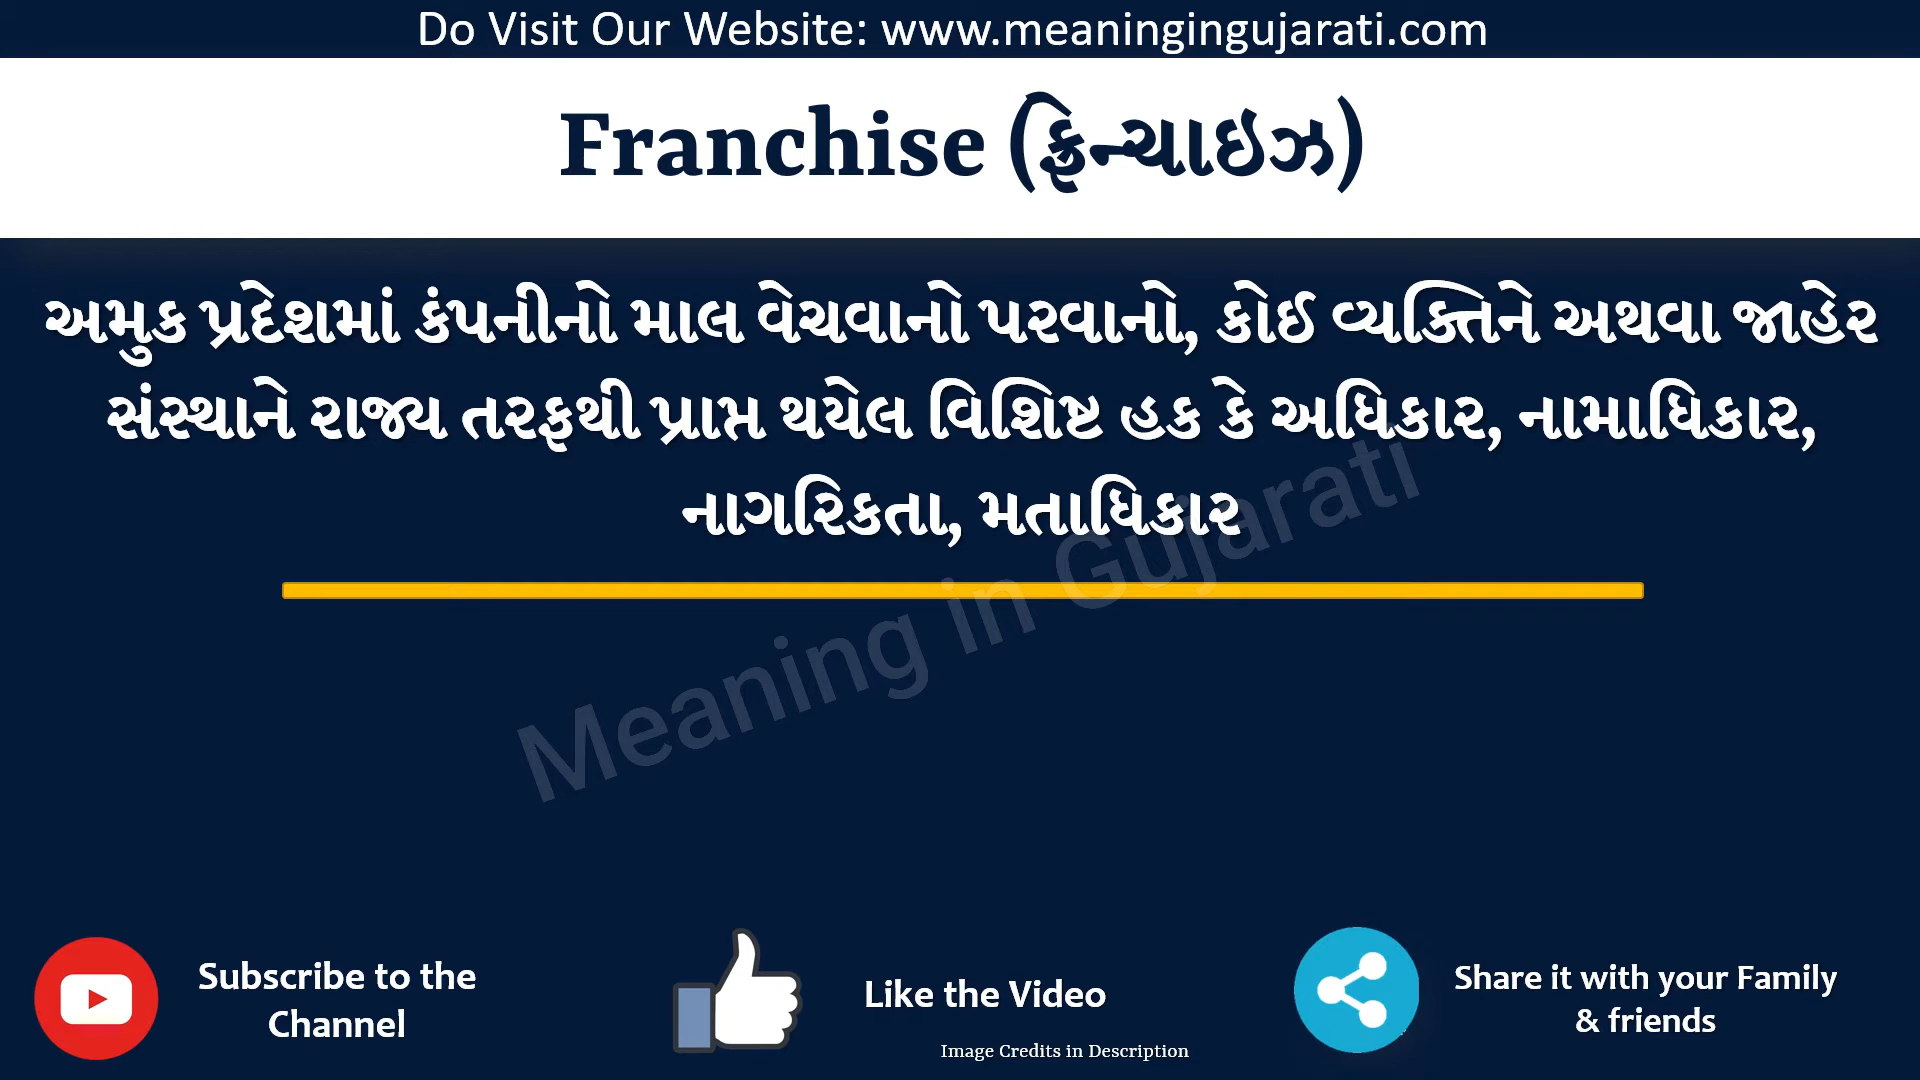 Do Visit Our Website: www.meaningingujarati.com
Franchise (ફ્રેન્ચાઇઝ)
અમુક પ્રદેશમાં કંપનીનો માલ વેચવાનો પરવાનો, કોઈ વ્યક્તિને અથવા જાહેર
સંસ્થાને રાજ્ય તરફથી પ્રાપ્ત થયેલ વિશિષ્ટ હક કે અધિકાર, નામાધિકાર,
નાગરિકતા, મતાધિકાર
Meaning in Gujarati
Subscribe to the
Channel
Like the Video
Share it with your Family
& friends
Image Credits in Description